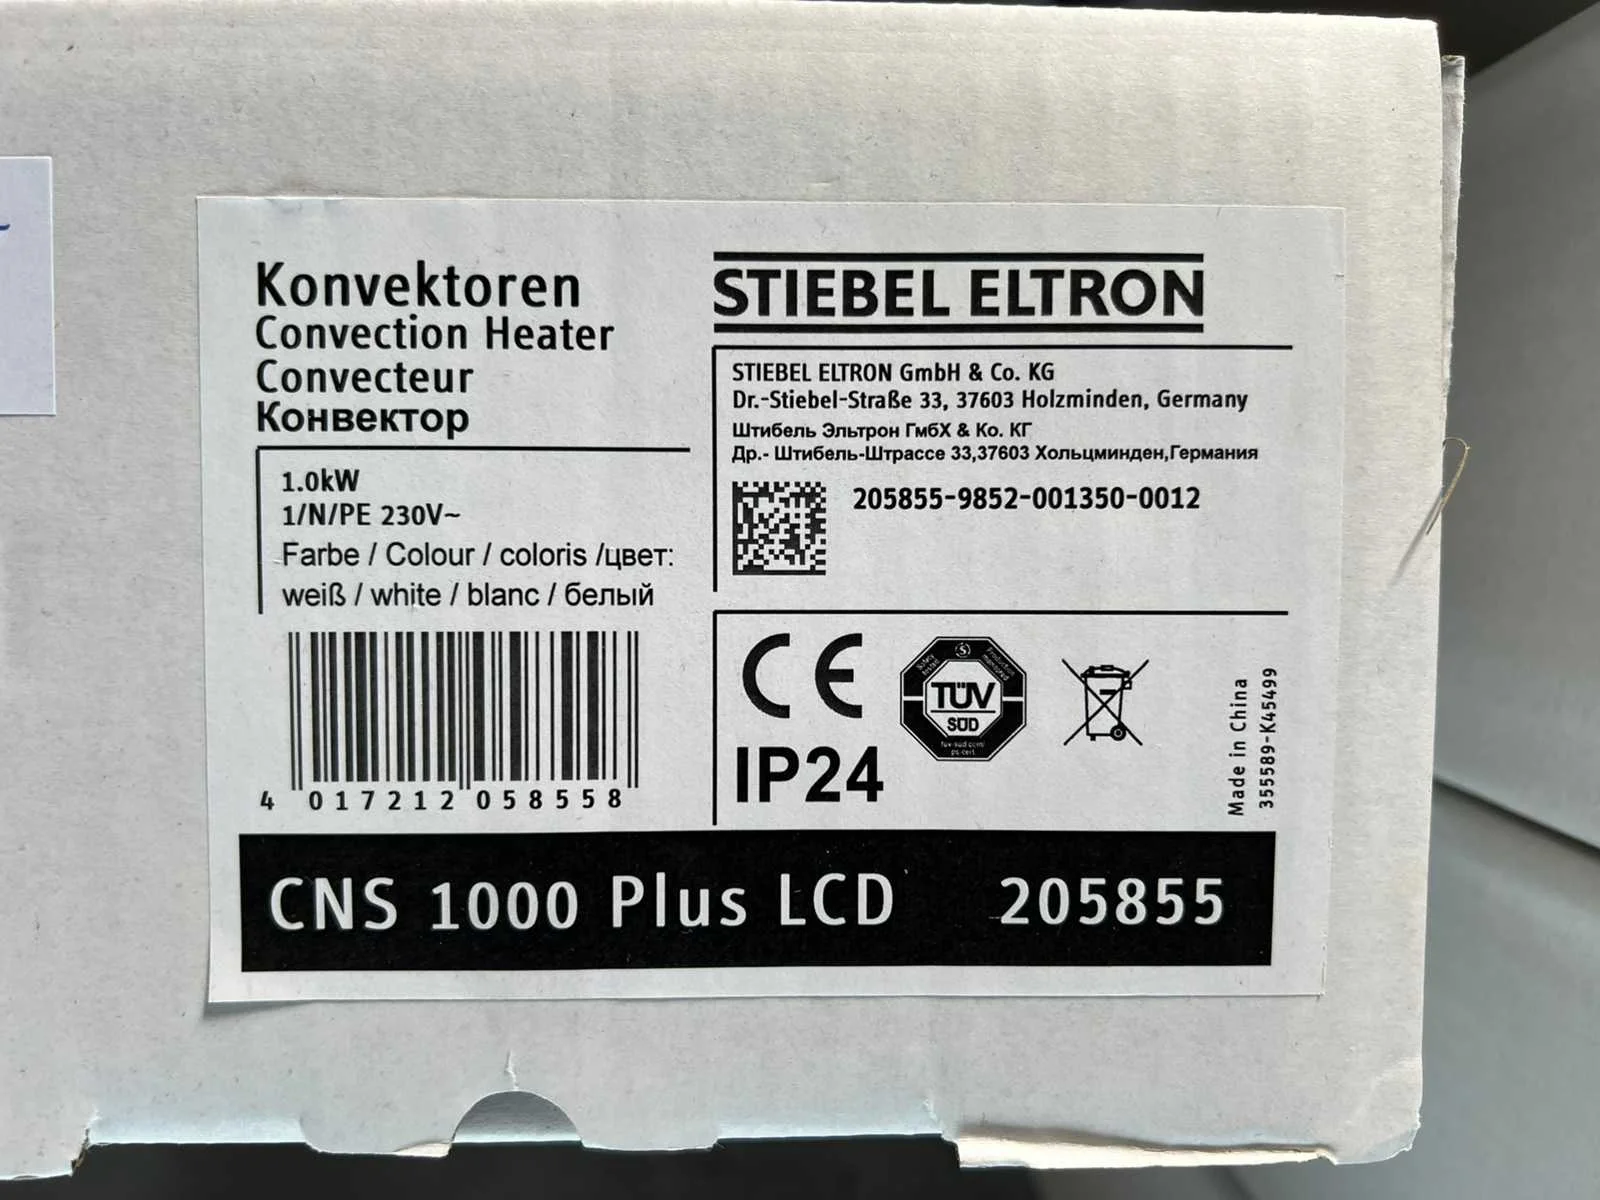 Konvektoren
Convection Heater
Convecteur
Конвектор
1.0kW
1/N/PE 230V~
Farbe / Colour / coloris /цвет:
weiß / white / blanc / белый
4 017212 058558
STIEBEL ELTRON
STIEBEL ELTRON GmbH & Co. KG
Dr.-Stiebel-Straße 33, 37603 Holzminden, Germany
Штибель Эльтрон ГмбХ & Ко. КГ
Др.- Штибель-Штрассе 33,37603 Хольцминден,Германия
205855-9852-001350-0012
CE
IP24
TÜV
SÜD
Made in China
355589-K45499
CNS 1000 Plus LCD 205855